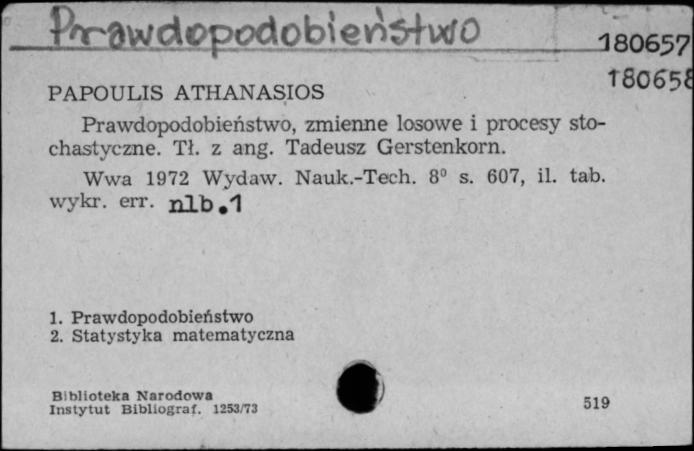 Prawdopodobieństwo
180657
180658
PAPOULIS ATHANASIOS
Prawdopodobieństwo, zmienne losowe i procesy sto-
chastyczne. Tł. z ang. Tadeusz Gerstenkorn.
Wwa 1972 Wydaw. Nauk.-Tech. 8⁰ s. 607, il. tab.
wykr. err. nlb.1
1. Prawdopodobieństwo
2. Statystyka matematyczna
Biblioteka Narodowa
Instytut Bibliograf. 1253/73
519